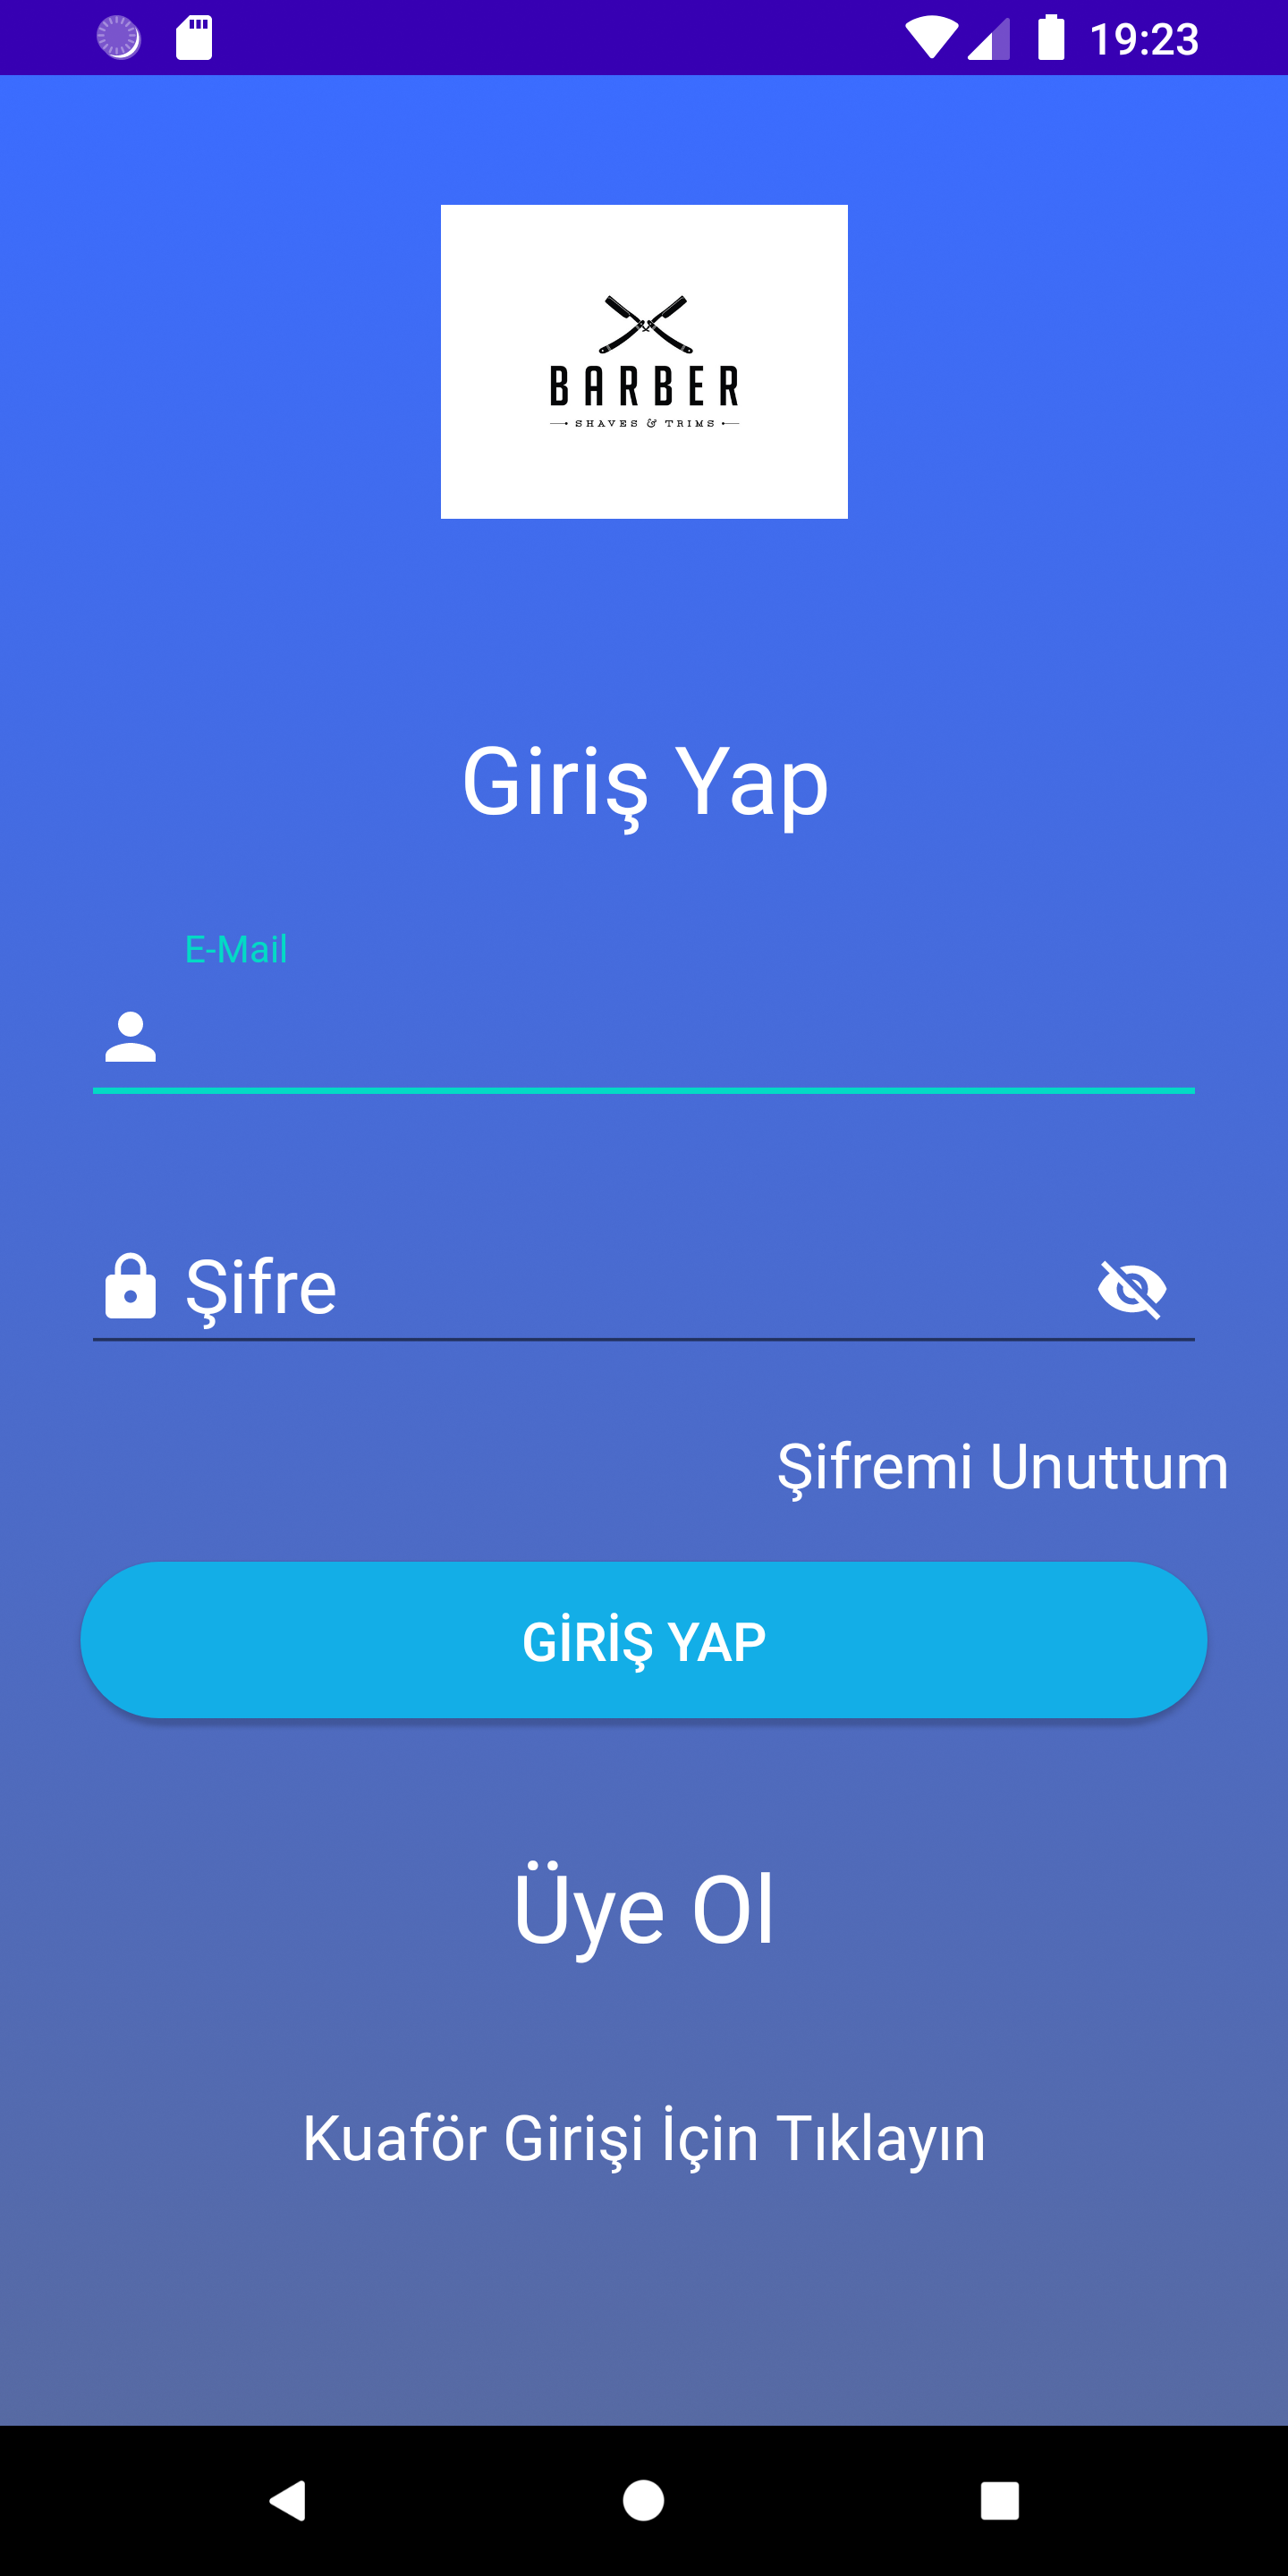 19:23
BARBER
SHAVES & TRIMS
Giriş Yap
E-Mail
Şifre
Şifremi Unuttum
GİRİŞ YAP
Üye Ol
Kuaför Girişi İçin Tıklayın